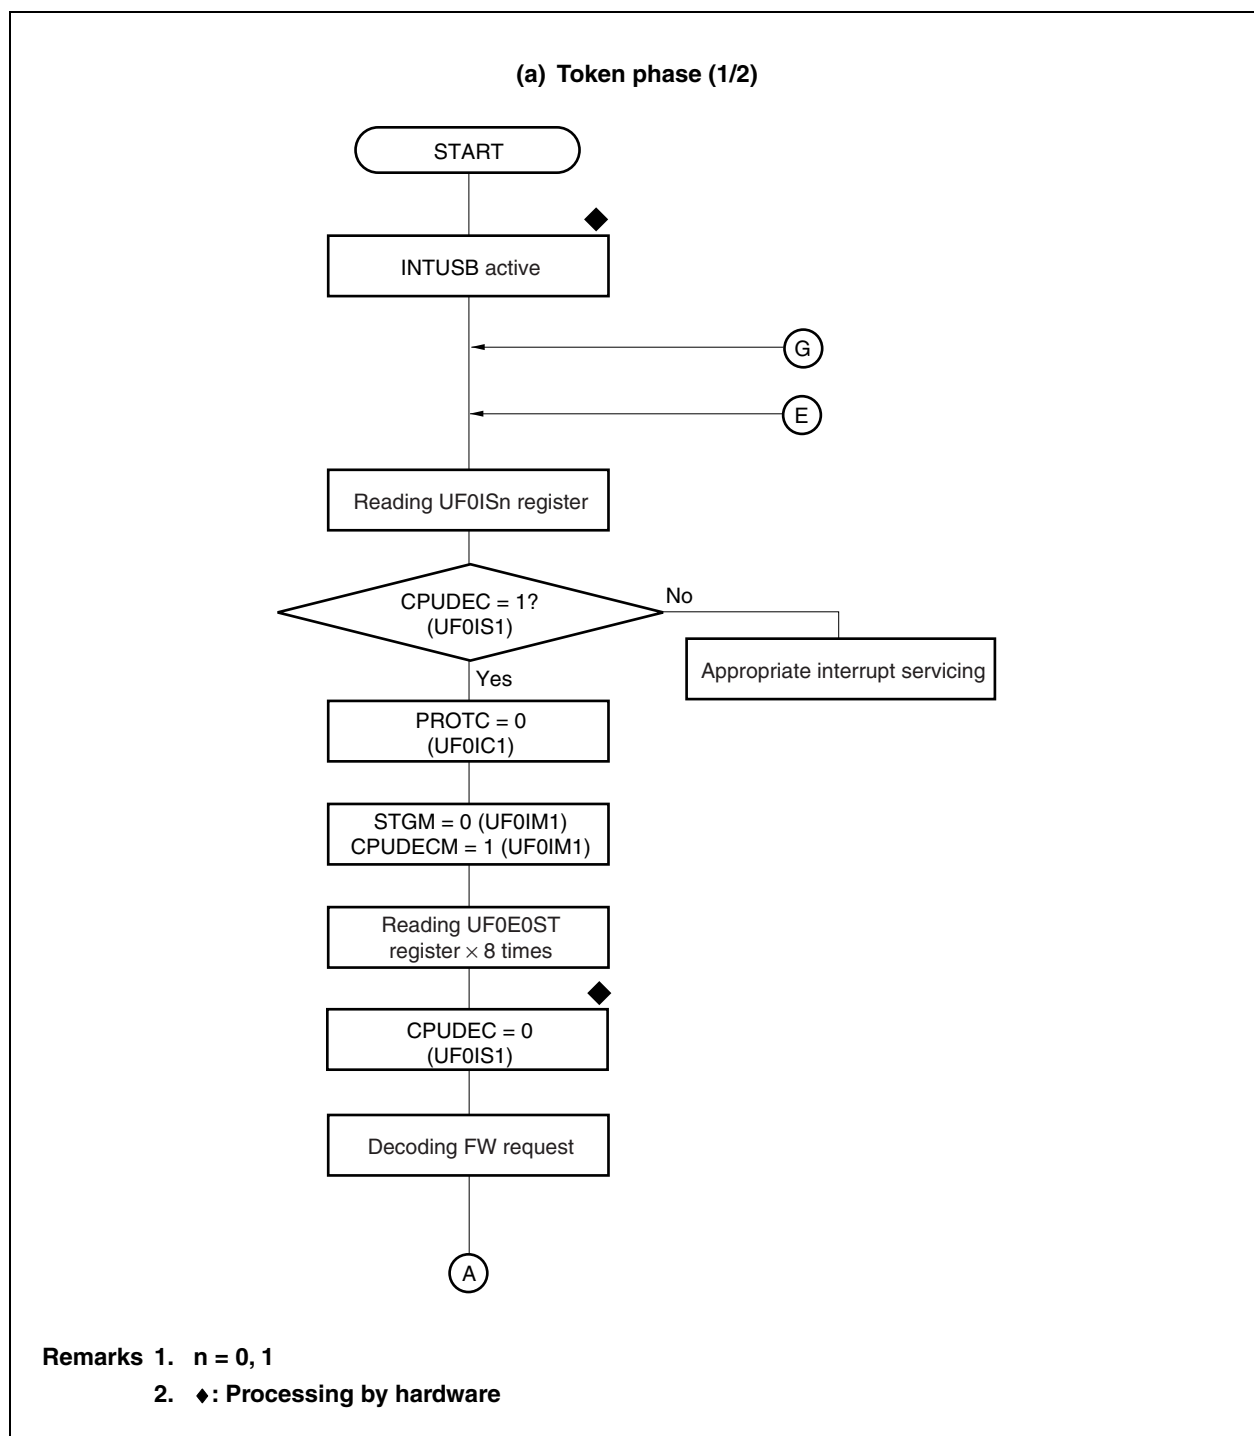 (a) Token phase (1/2)
START
INTUSB active
G
E
Reading UF0ISn register
CPUDEC = 1?
(UF0IS1)
No
Appropriate interrupt servicing
Yes
PROTC = 0
(UF0IC1)
STGM = 0 (UF0IM1)
CPUDECM = 1 (UF0IM1)
Reading UF0E0ST
register × 8 times
CPUDEC = 0
(UF0IS1)
Decoding FW request
A
Remarks 1. n = 0, 1
2. ♦: Processing by hardware